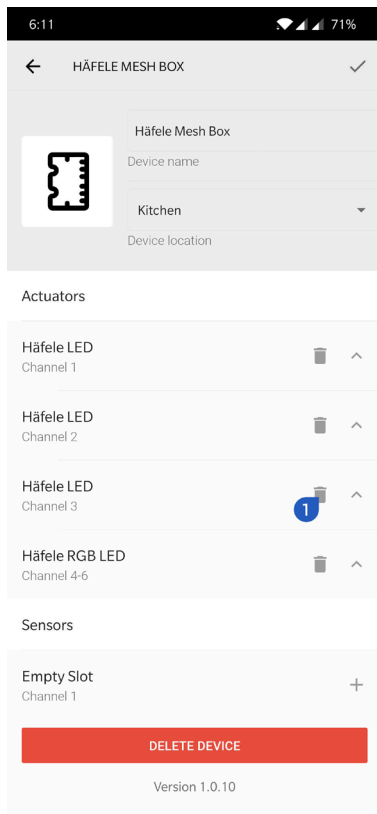 6:11 71%
HÄFELE MESH BOX
Häfele Mesh Box
Device name
Kitchen
Device location
Actuators
Häfele LED
Channel 1
Häfele LED
Channel 2
Häfele LED
Channel 3
1
Häfele RGB LED
Channel 4-6
Sensors
Empty Slot
Channel 1
DELETE DEVICE
Version 1.0.10